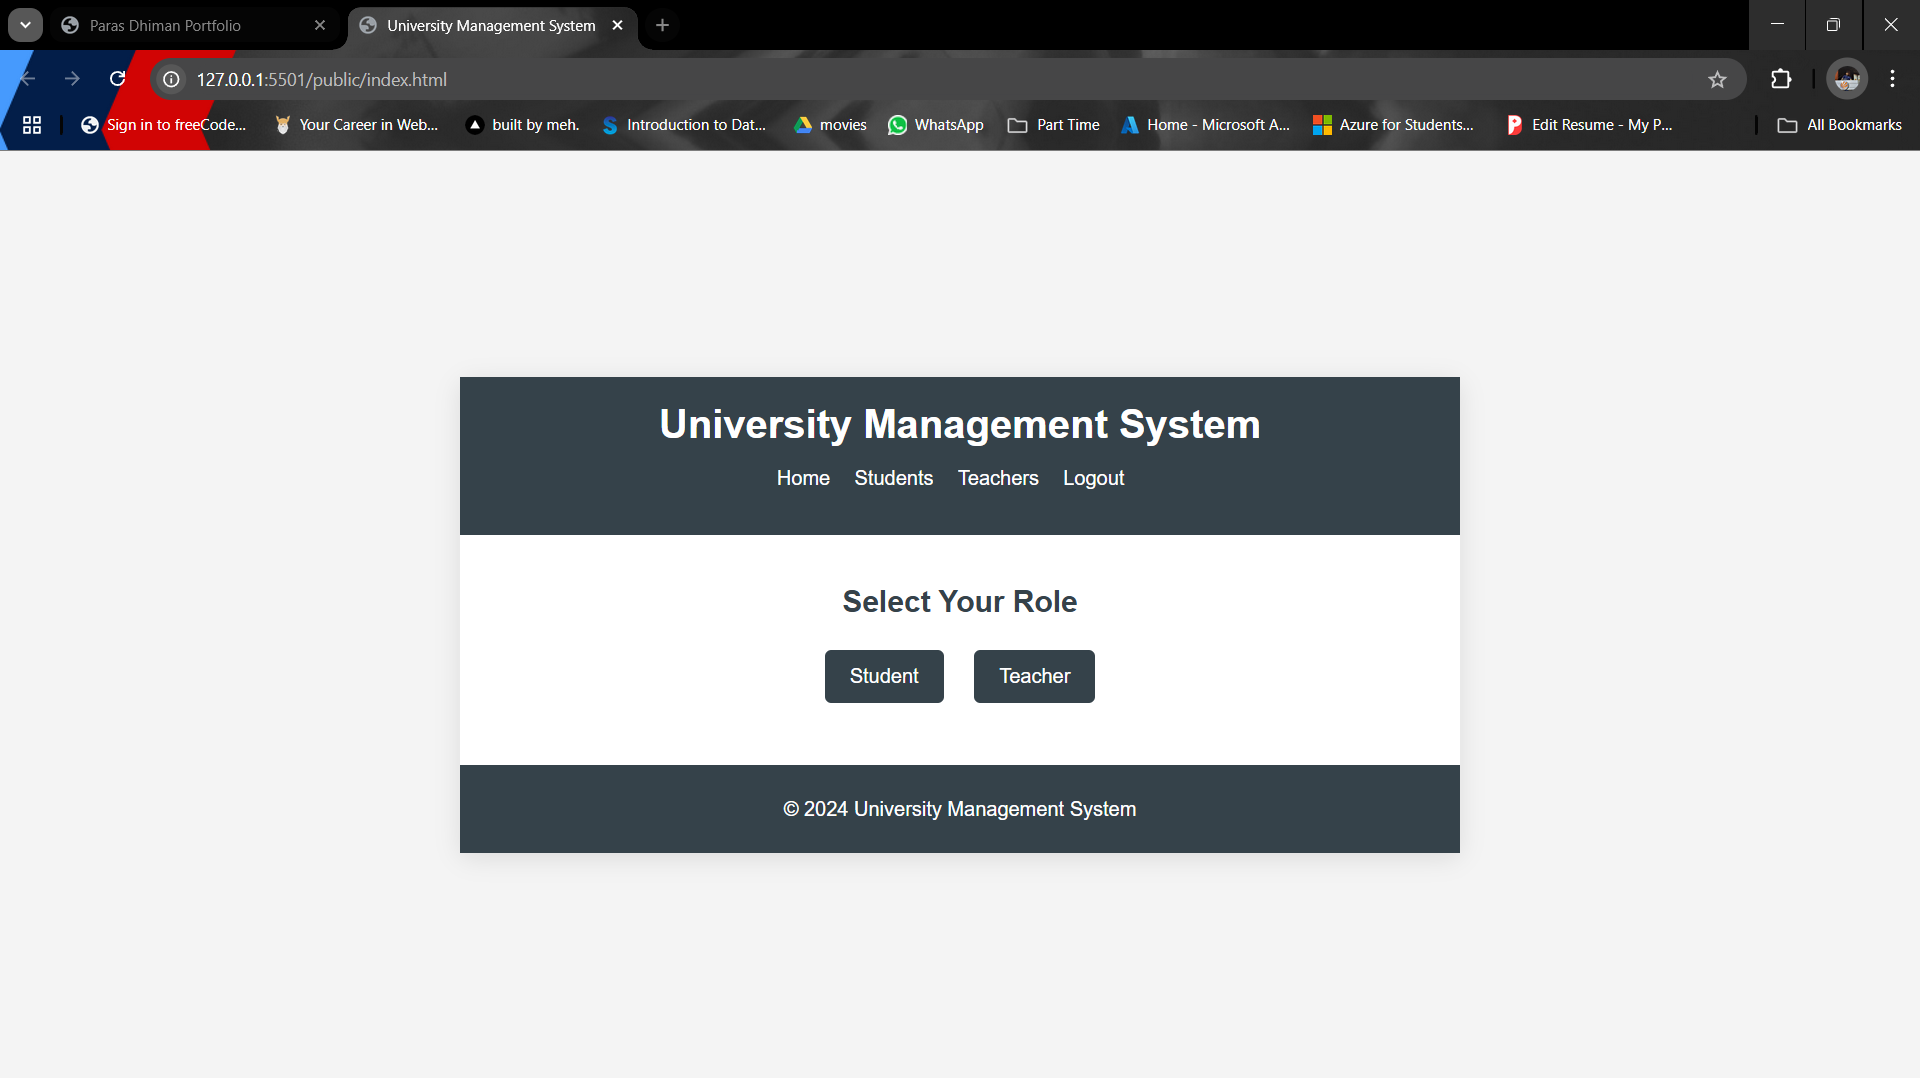 Paras Dhiman Portfolio
University Management System
127.0.0.1:5501/public/index.html
Sign in to freeCode...
Your Career in Web...
built by meh.
Introduction to Dat...
movies
WhatsApp
Part Time
Home - Microsoft A...
Azure for Students...
Edit Resume - My P...
All Bookmarks
University Management System
Home Students Teachers Logout
Select Your Role
Student Teacher
© 2024 University Management System